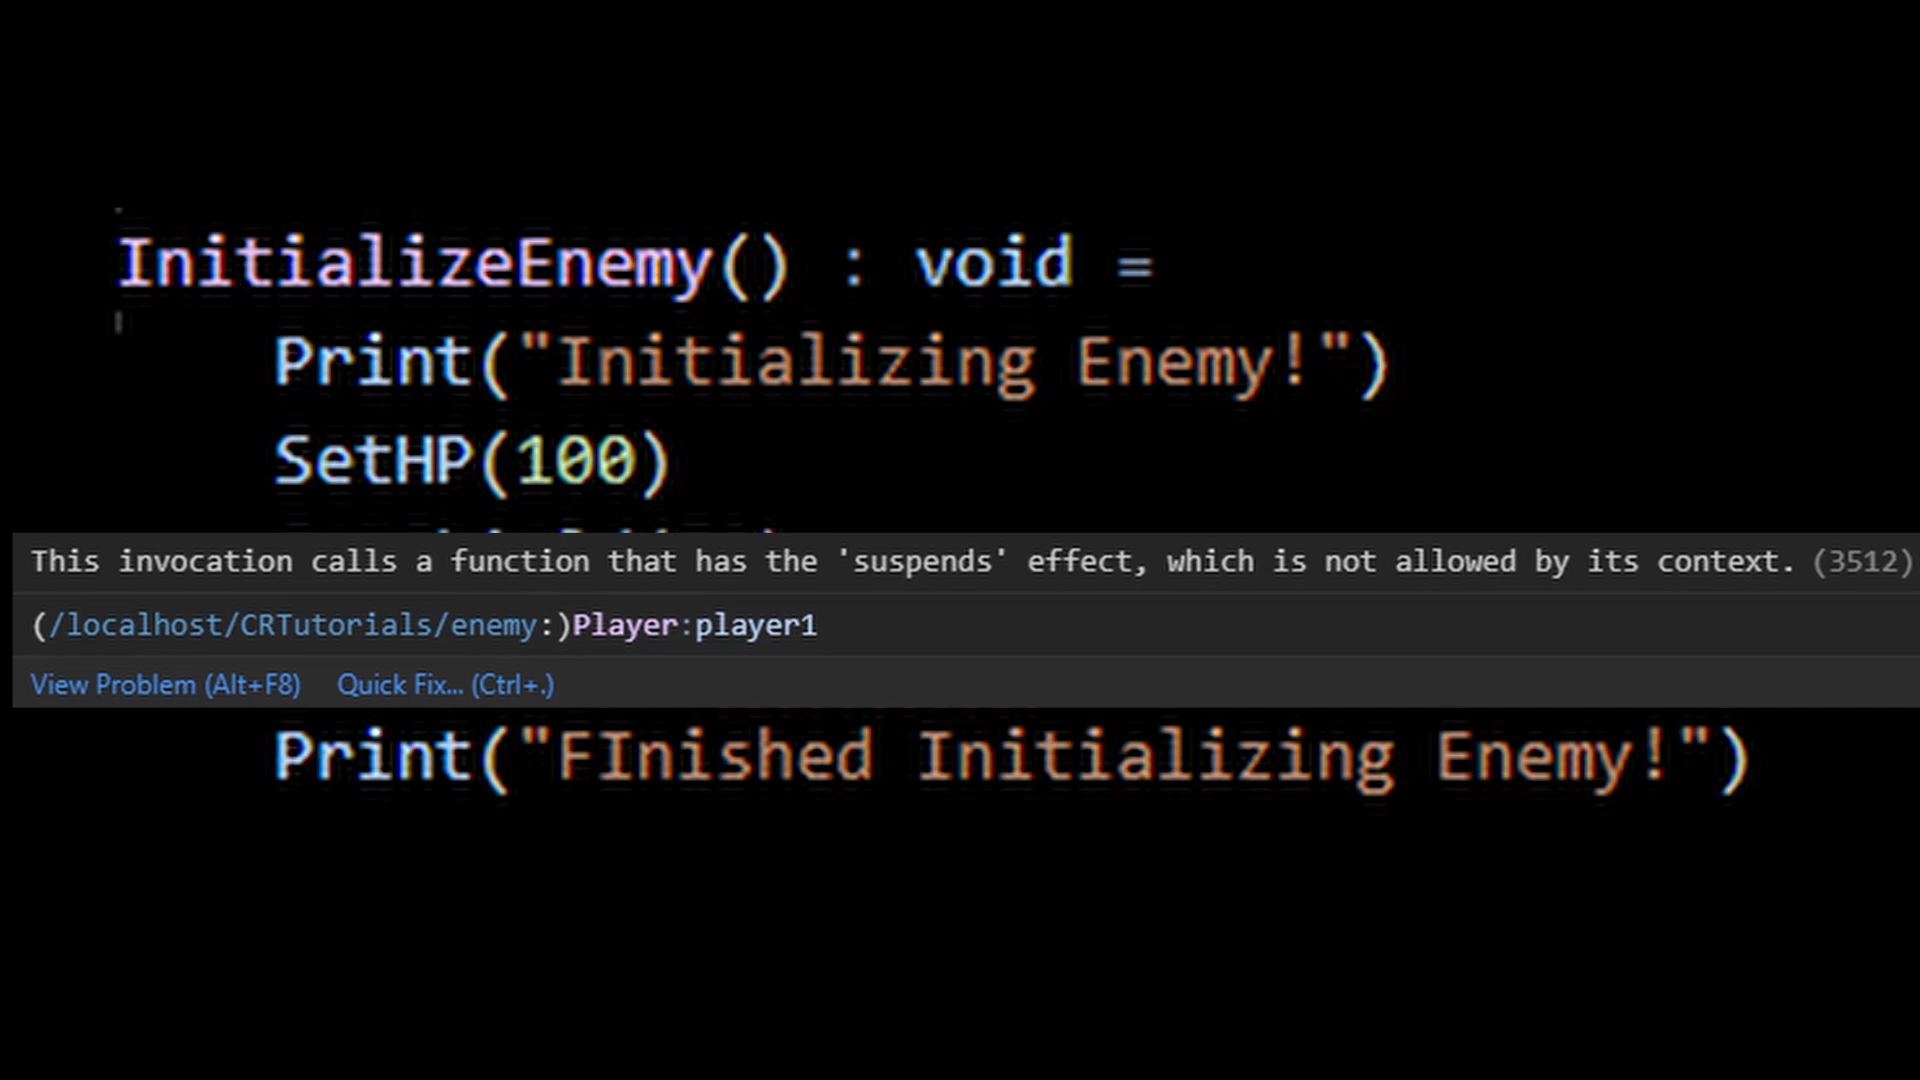 InitializeEnemy() : void =
Print("Initializing Enemy!")
SetHP(100)
This invocation calls a function that has the 'suspends' effect, which is not allowed by its context. (3512)
(/localhost/CRTutorials/enemy:)Player:player1
View Problem (Alt+F8) Quick Fix... (Ctrl+.)
Print("FInished Initializing Enemy!")